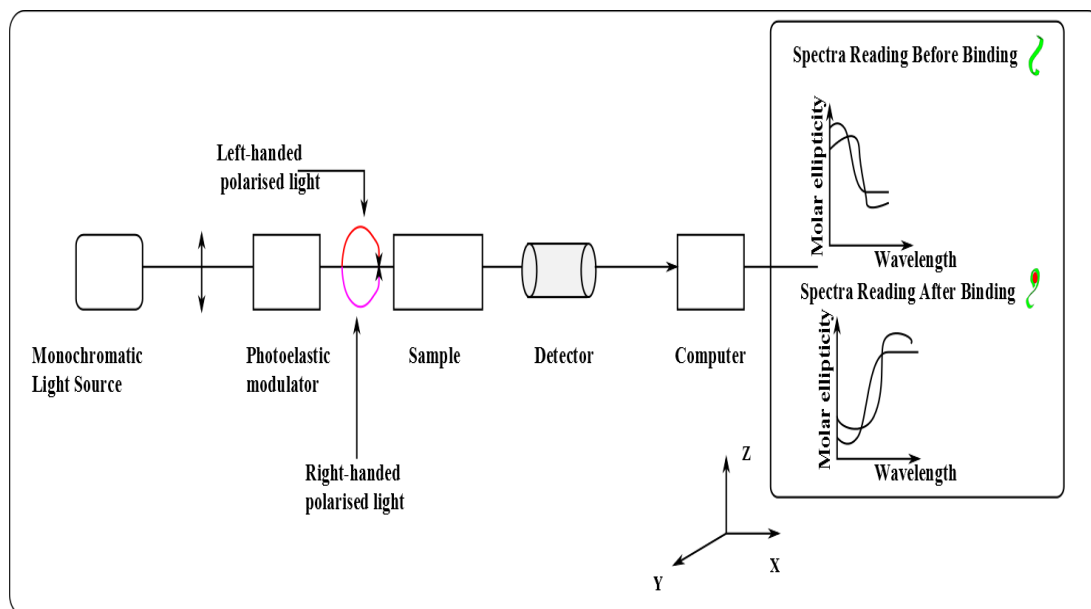 Spectra Reading Before Binding
Molar ellipticity
Wavelength
Left-handed
polarised light
Spectra Reading After Binding
Molar ellipticity
Wavelength
Monochromatic
Light Source
Photoelastic
modulator
Sample
Detector
Computer
Right-handed
polarised light
Z
X
Y